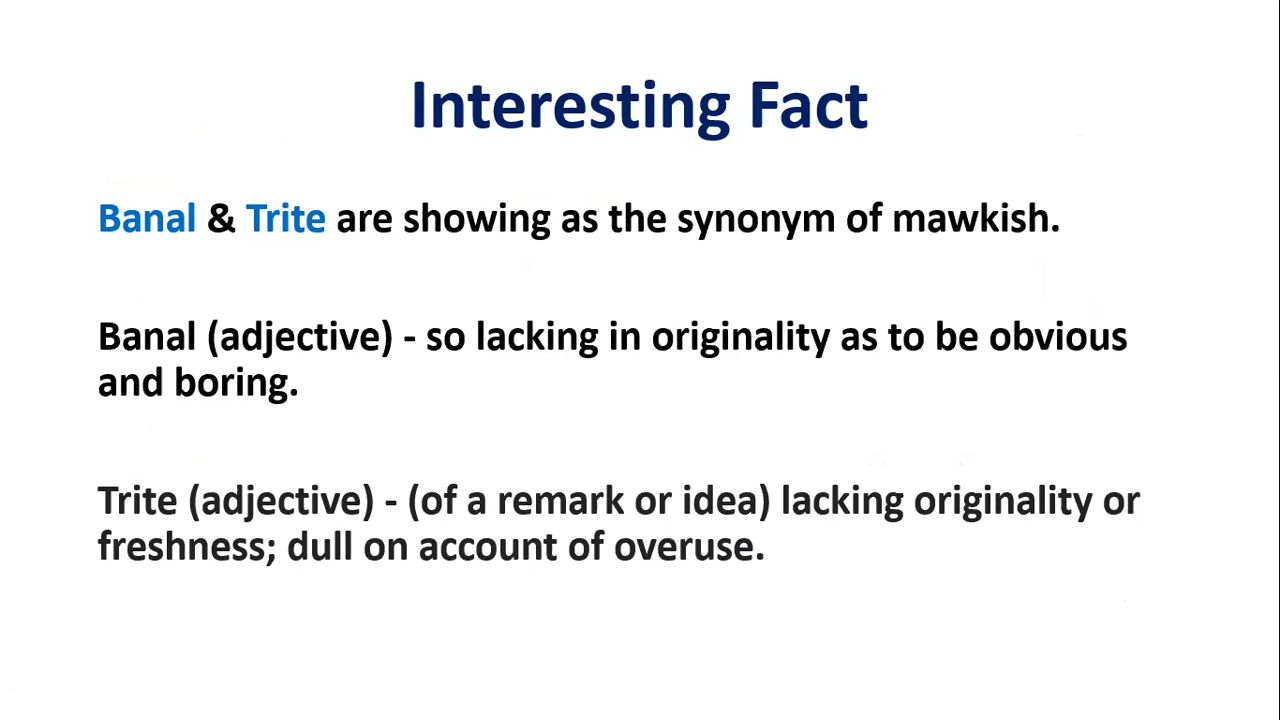 Interesting Fact
Banal & Trite are showing as the synonym of mawkish.
Banal (adjective) - so lacking in originality as to be obvious
and boring.
Trite (adjective) - (of a remark or idea) lacking originality or
freshness; dull on account of overuse.